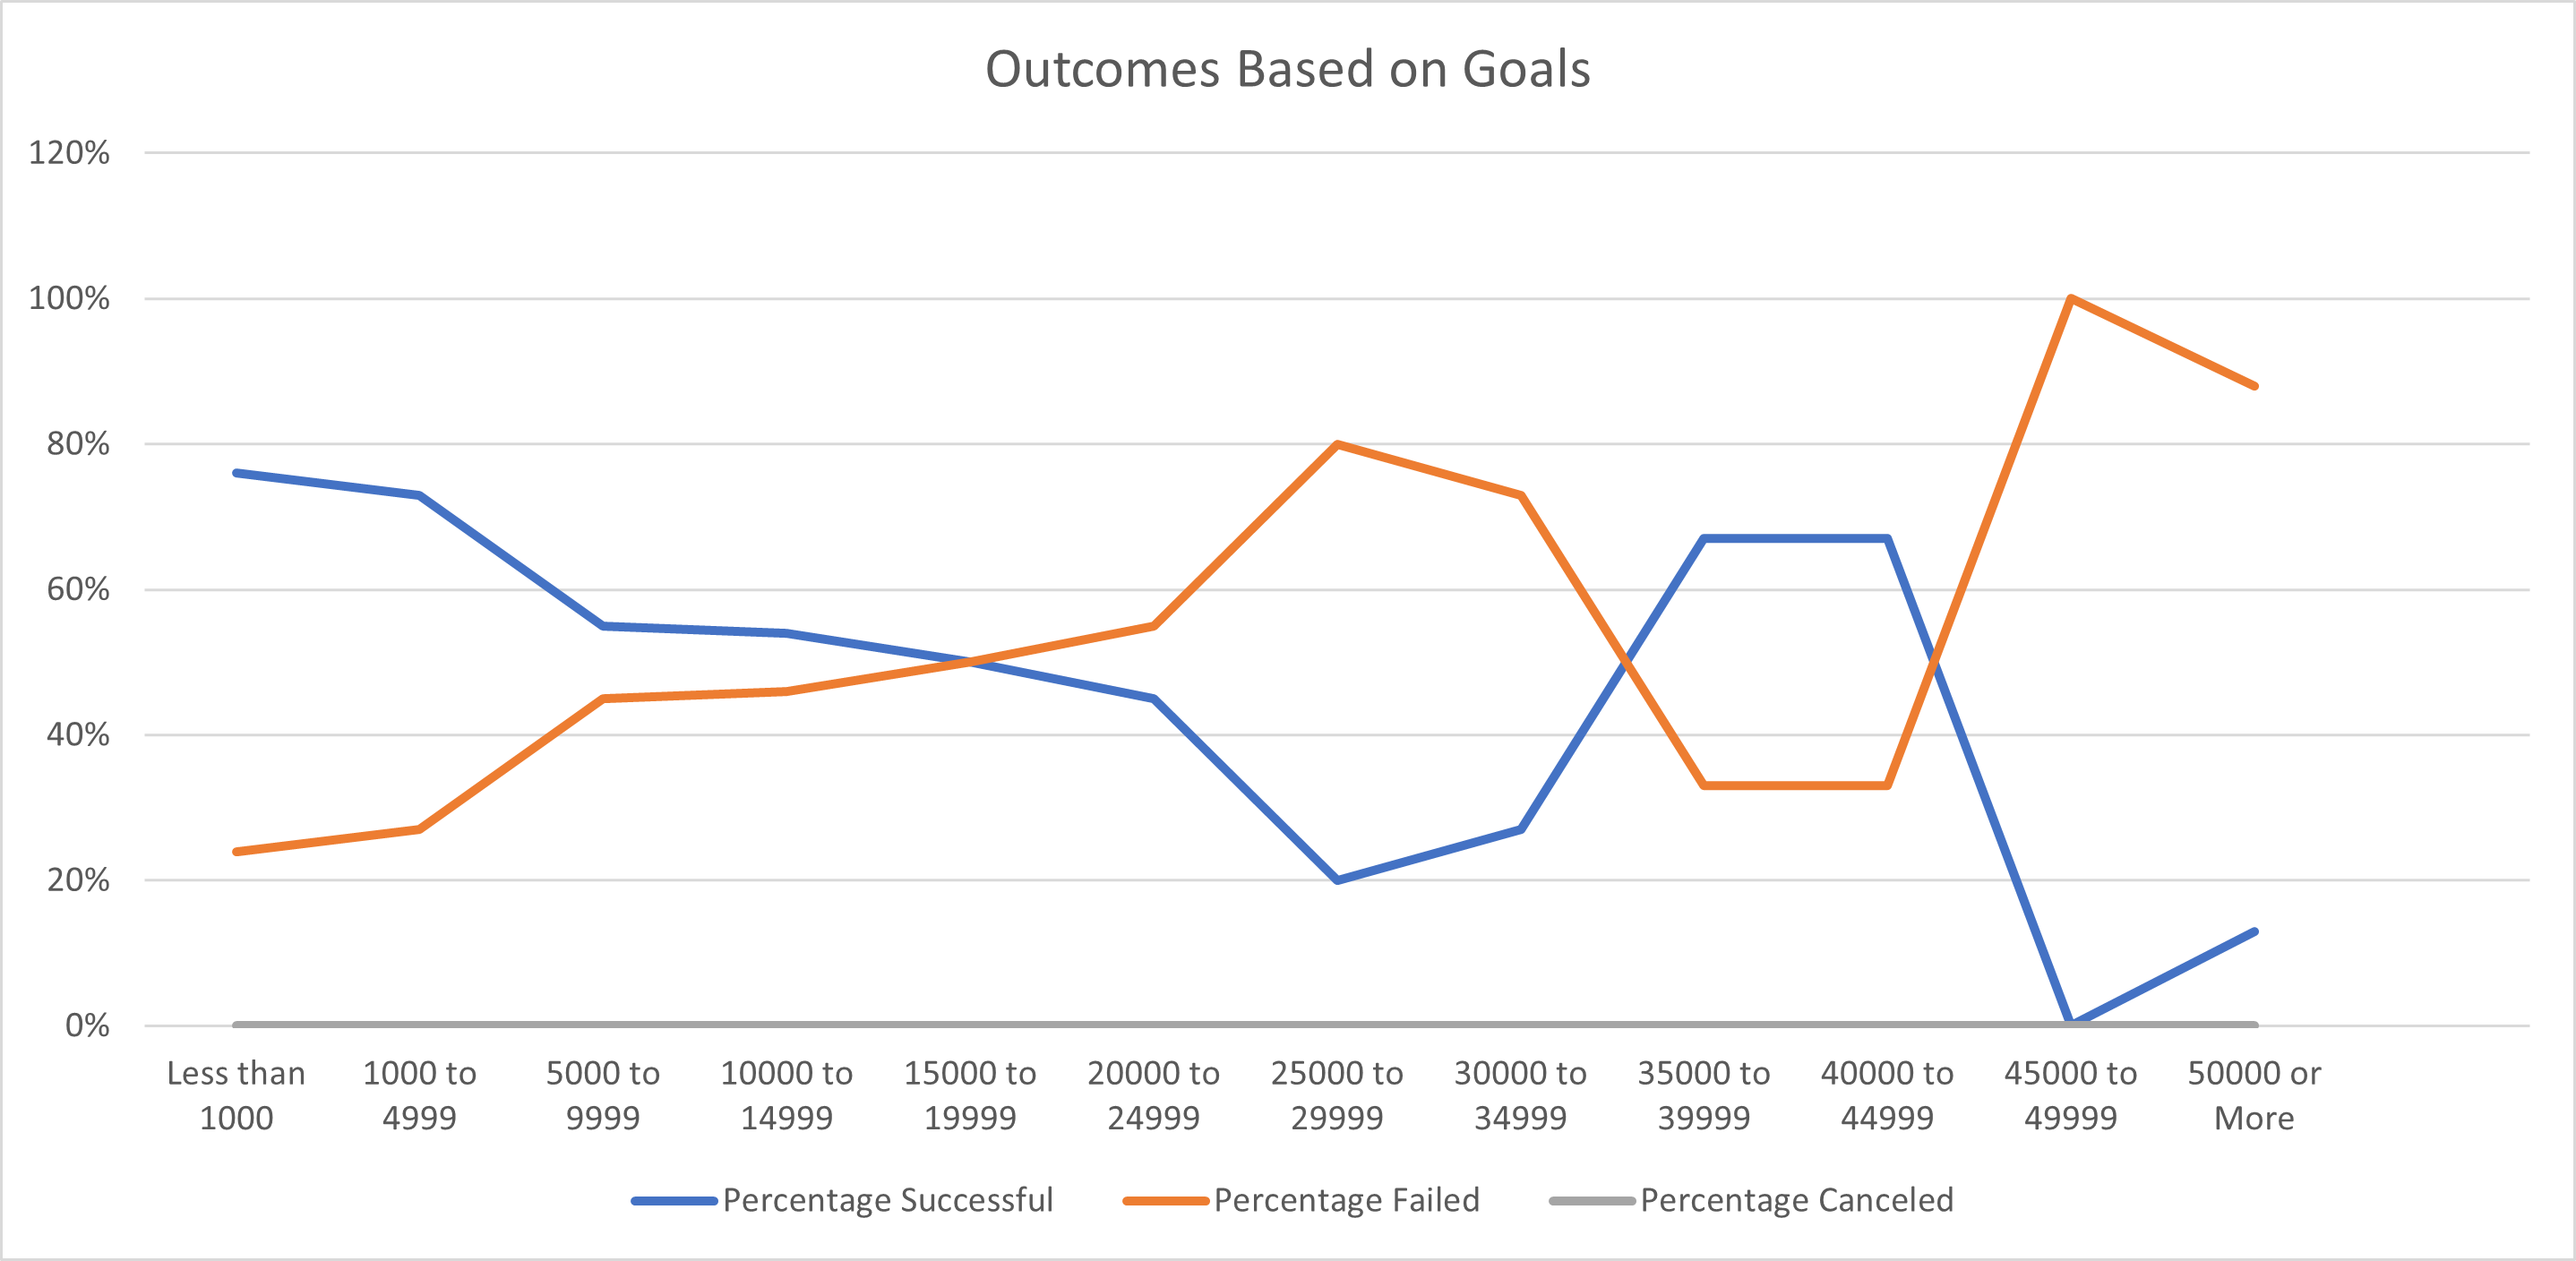 Outcomes Based on Goals
120%
100%
80%
60%
40%
20%
0%
Less than
1000
1000 to
4999
5000 to
9999
10000 to
14999
15000 to
19999
20000 to
24999
25000 to
29999
30000 to
34999
35000 to
39999
40000 to
44999
45000 to
49999
50000 or
More
Percentage Successful
Percentage Failed
Percentage Canceled